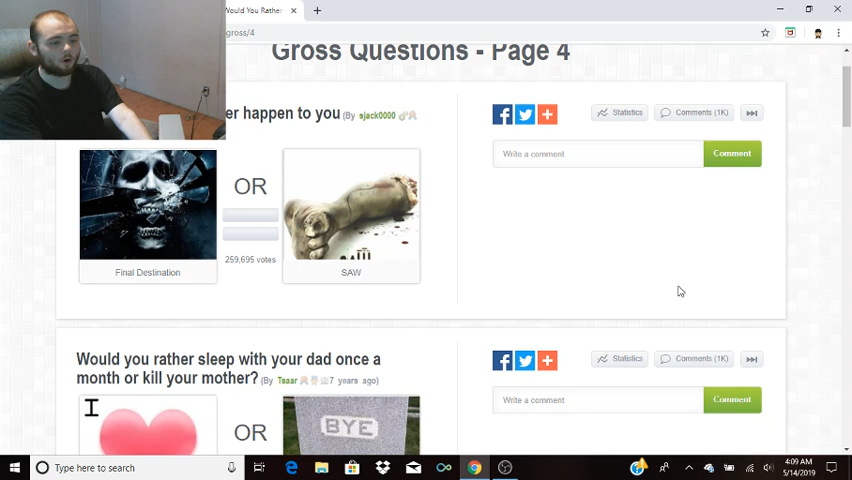 Would You Rather
gross/4
Gross Questions - Page 4
er happen to you (By sjack0000
Statistics
Comments (1K)
Write a comment
Comment
OR
259,695 votes
SAW
Final Destination
SAW
Would you rather sleep with your dad once a
month or kill your mother? (By Tsaar 7 years ago)
Statistics
Comments (1K)
Write a comment
Comment
I
OR
BYE
Type here to search
4:09 AM
5/14/2019